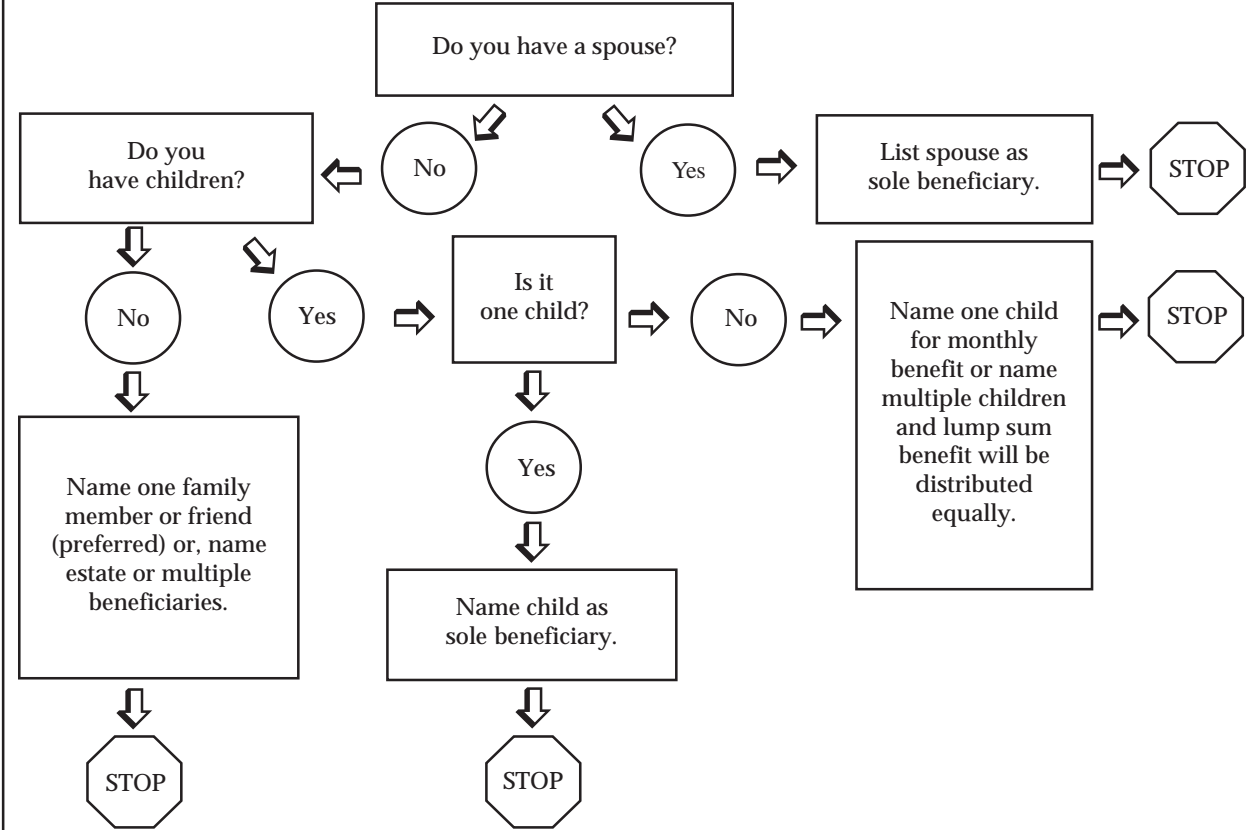 Do you have a spouse?
No
Yes
List spouse as
sole beneficiary.
STOP
Do you
have children?
No
Yes
Is it
one child?
No
Name one child
for monthly
benefit or name
multiple children
and lump sum
benefit will be
distributed
equally.
STOP
Yes
Name one family
member or friend
(preferred) or, name
estate or multiple
beneficiaries.
Name child as
sole beneficiary.
STOP
STOP